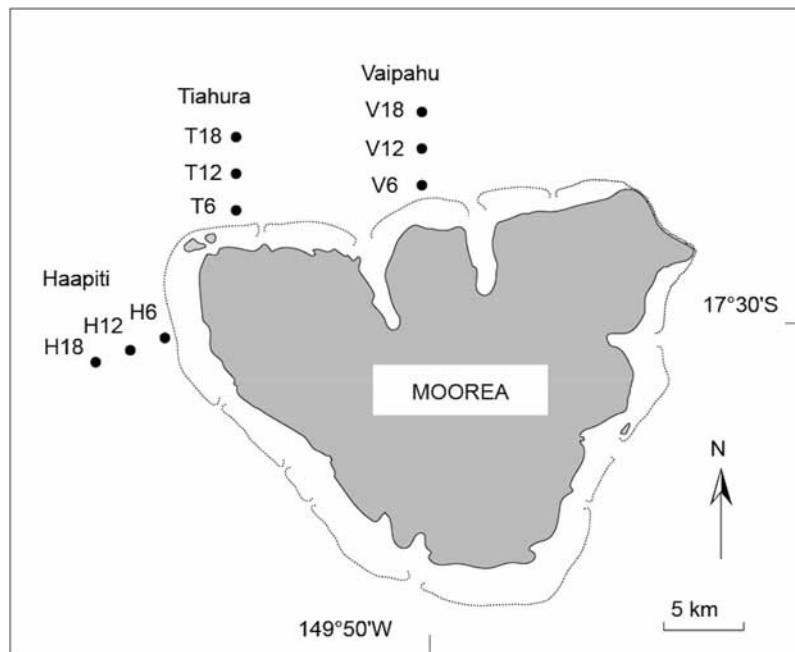 Vaipahu
V18
V12
V6
Tiahura
T18
T12
T6
Haapiti
H6
H12
H18
17°30'S
MOOREA
N
5 km
149°50'W